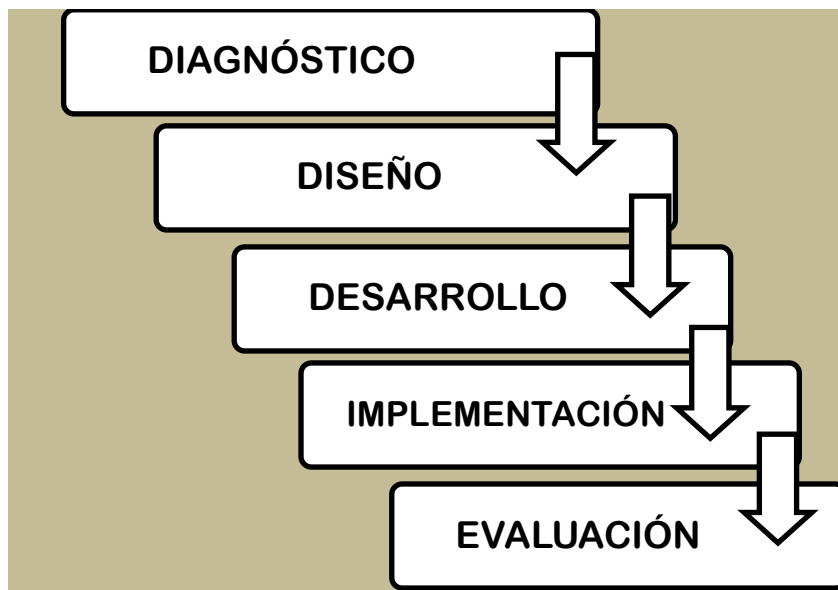 DIAGNÓSTICO
DISEÑO
DESARROLLO
IMPLEMENTACIÓN
EVALUACIÓN